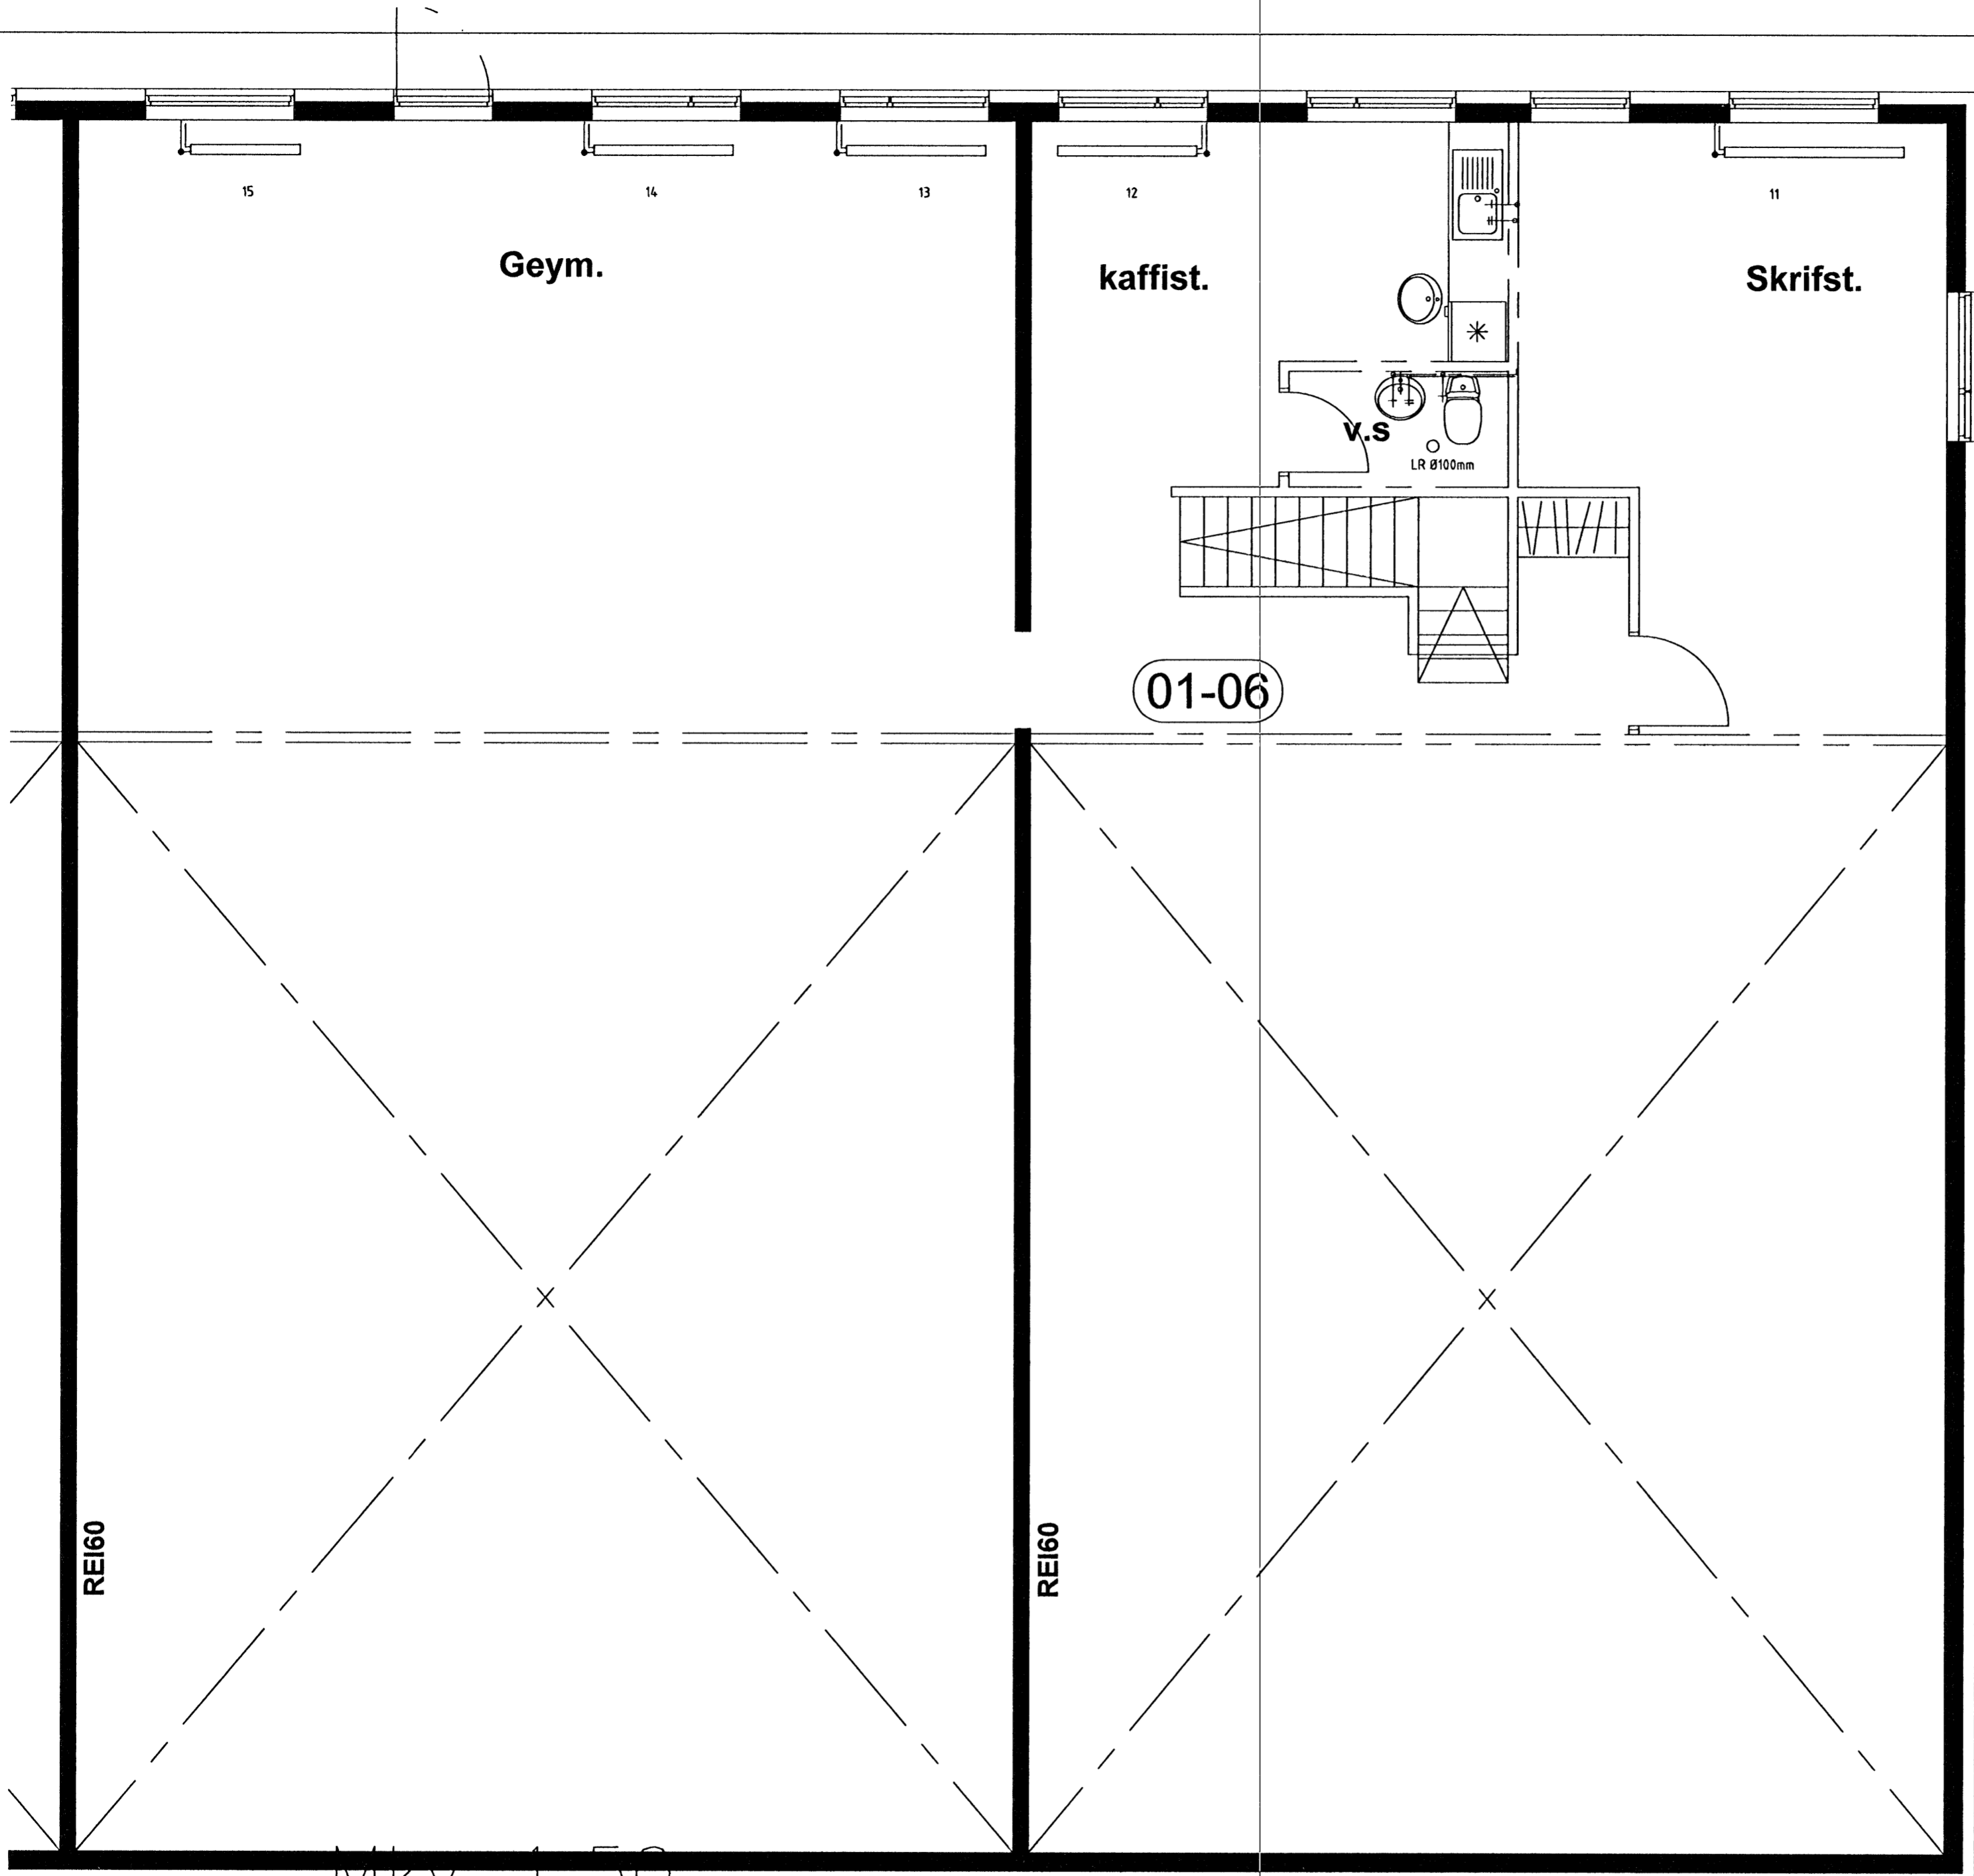 15
14
13
12
11
Geym.
kaffist.
Skrifst.
v.s
LR Ø100mm
01-06
REI60
REI60